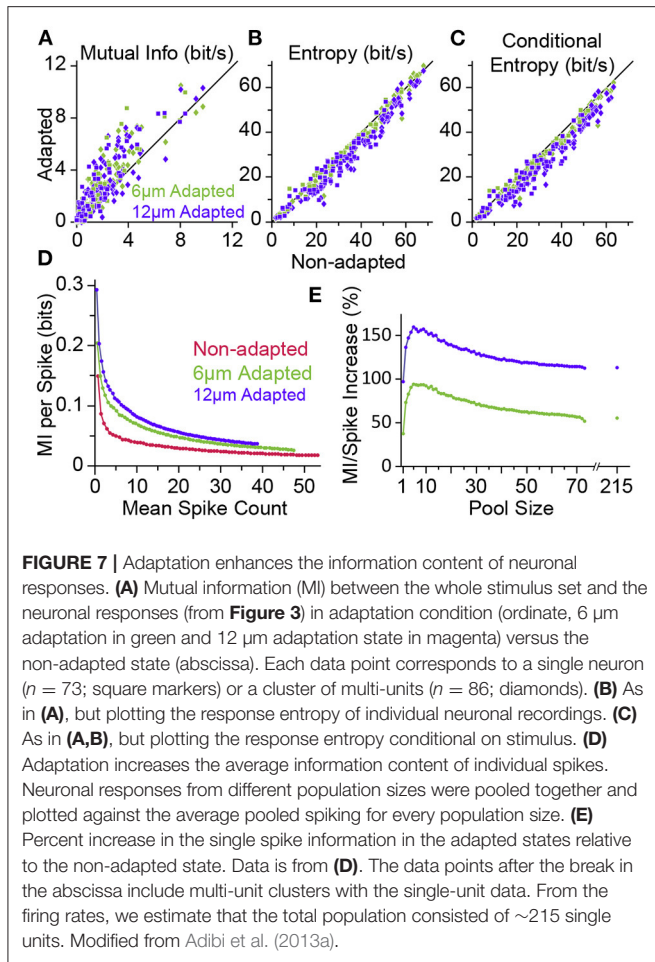 A
Mutual Info (bit/s)
B
Entropy (bit/s)
C
Conditional
Entropy (bit/s)
12
8
4
0
Adapted
6μm Adapted
12μm Adapted
0 4 8 12
60
40
20
0
0 20 40 60
Non-adapted
60
40
20
0
0 20 40 60
D
0.3
0.2
0.1
0
MI per Spike (bits)
Non-adapted
6μm Adapted
12μm Adapted
0 10 20 30 40 50
Mean Spike Count
E
MI/Spike Increase (%)
150
100
50
0
1 10 30 50 70 215
Pool Size
FIGURE 7 | Adaptation enhances the information content of neuronal
responses. (A) Mutual information (MI) between the whole stimulus set and the
neuronal responses (from Figure 3) in adaptation condition (ordinate, 6 μm
adaptation in green and 12 μm adaptation state in magenta) versus the
non-adapted state (abscissa). Each data point corresponds to a single neuron
(n = 73; square markers) or a cluster of multi-units (n = 86; diamonds). (B) As
in (A), but plotting the response entropy of individual neuronal recordings. (C)
As in (A,B), but plotting the response entropy conditional on stimulus. (D)
Adaptation increases the average information content of individual spikes.
Neuronal responses from different population sizes were pooled together and
plotted against the average pooled spiking for every population size. (E)
Percent increase in the single spike information in the adapted states relative
to the non-adapted state. Data is from (D). The data points after the break in
the abscissa include multi-unit clusters with the single-unit data. From the
firing rates, we estimate that the total population consisted of ~215 single
units. Modified from Adibi et al. (2013a).